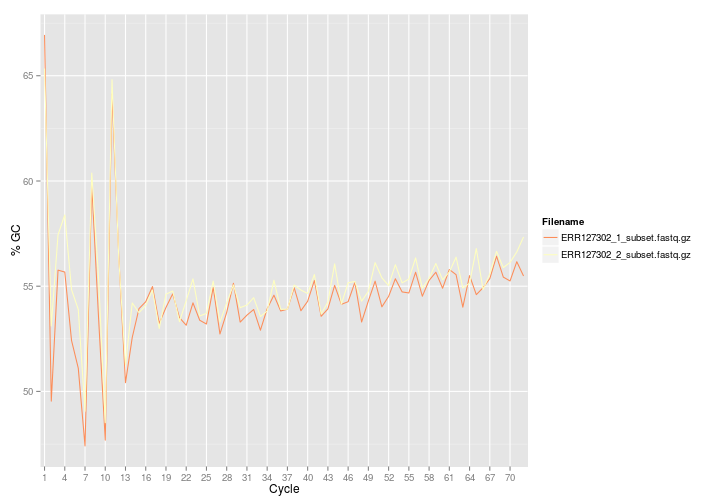 % GC
65
60
55
50
1 4 7 10 13 16 19 22 25 28 31 34 37 40 43 46 49 52 55 58 61 64 67 70
Cycle
Filename
ERR127302_1_subset.fastq.gz
ERR127302_2_subset.fastq.gz